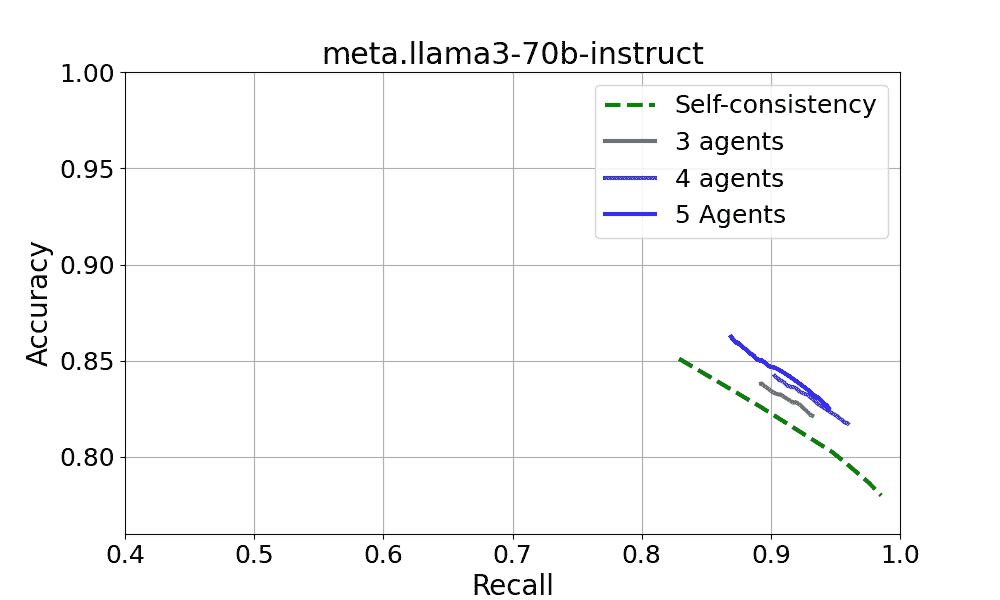 meta.llama3-70b-instruct
1.00
0.95
0.90
0.85
0.80
Accuracy
Self-consistency
3 agents
4 agents
5 Agents
0.4 0.5 0.6 0.7 0.8 0.9 1.0
Recall